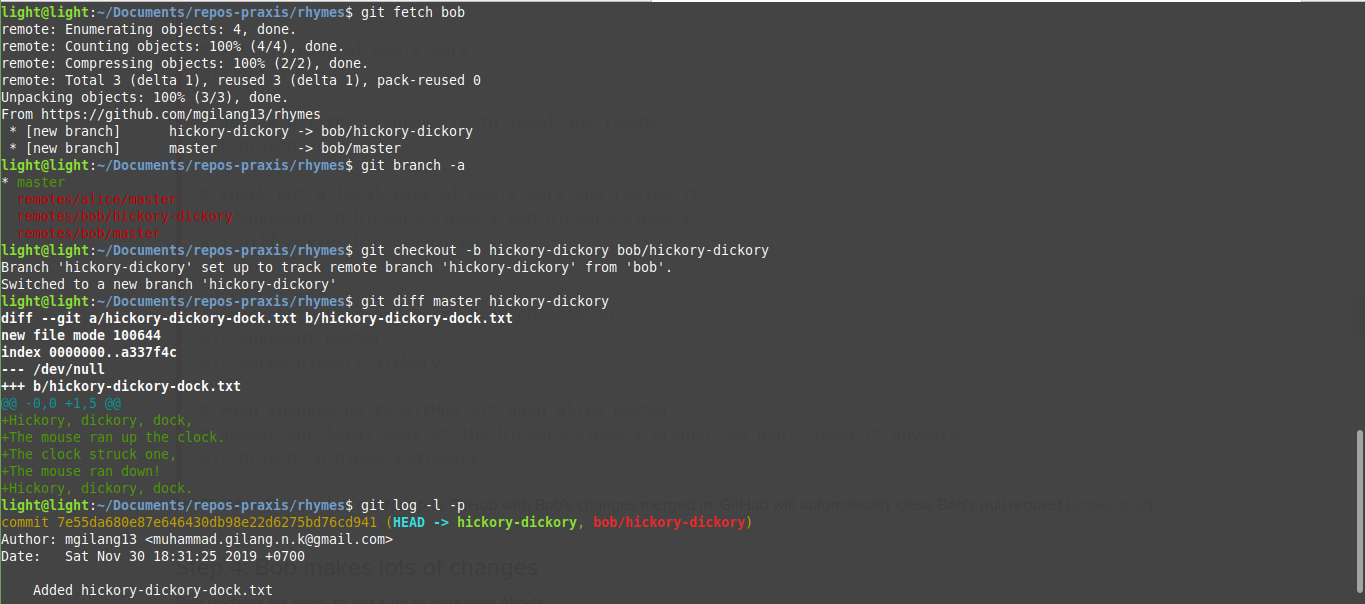 light@light:~/Documents/repos-praxis/rhymes$ git fetch bob
remote: Enumerating objects: 4, done.
remote: Counting objects: 100% (4/4), done.
remote: Compressing objects: 100% (2/2), done.
remote: Total 3 (delta 1), reused 3 (delta 1), pack-reused 0
Unpacking objects: 100% (3/3), done.
From https://github.com/mgilang13/rhymes
 * [new branch]      hickory-dickory -> bob/hickory-dickory
 * [new branch]      master          -> bob/master
light@light:~/Documents/repos-praxis/rhymes$ git branch -a
* master
  remotes/alice/master
  remotes/bob/hickory-dickory
  remotes/bob/master
light@light:~/Documents/repos-praxis/rhymes$ git checkout -b hickory-dickory bob/hickory-dickory
Branch 'hickory-dickory' set up to track remote branch 'hickory-dickory' from 'bob'.
Switched to a new branch 'hickory-dickory'
light@light:~/Documents/repos-praxis/rhymes$ git diff master hickory-dickory
diff --git a/hickory-dickory-dock.txt b/hickory-dickory-dock.txt
new file mode 100644
index 0000000..a337f4c
--- /dev/null
+++ b/hickory-dickory-dock.txt
@@ -0,0 +1,5 @@
+Hickory, dickory, dock,
+The mouse ran up the clock.
+The clock struck one,
+The mouse ran down!
+Hickory, dickory, dock.
light@light:~/Documents/repos-praxis/rhymes$ git log -l -p
commit 7e55da680e87e646430db98e22d6275bd76cd941 (HEAD -> hickory-dickory, bob/hickory-dickory)
Author: mgilang13 <muhammad.gilang.n.k@gmail.com>
Date:   Sat Nov 30 18:31:25 2019 +0700
Step 4: Bob makes lots of changes
    Added hickory-dickory-dock.txt